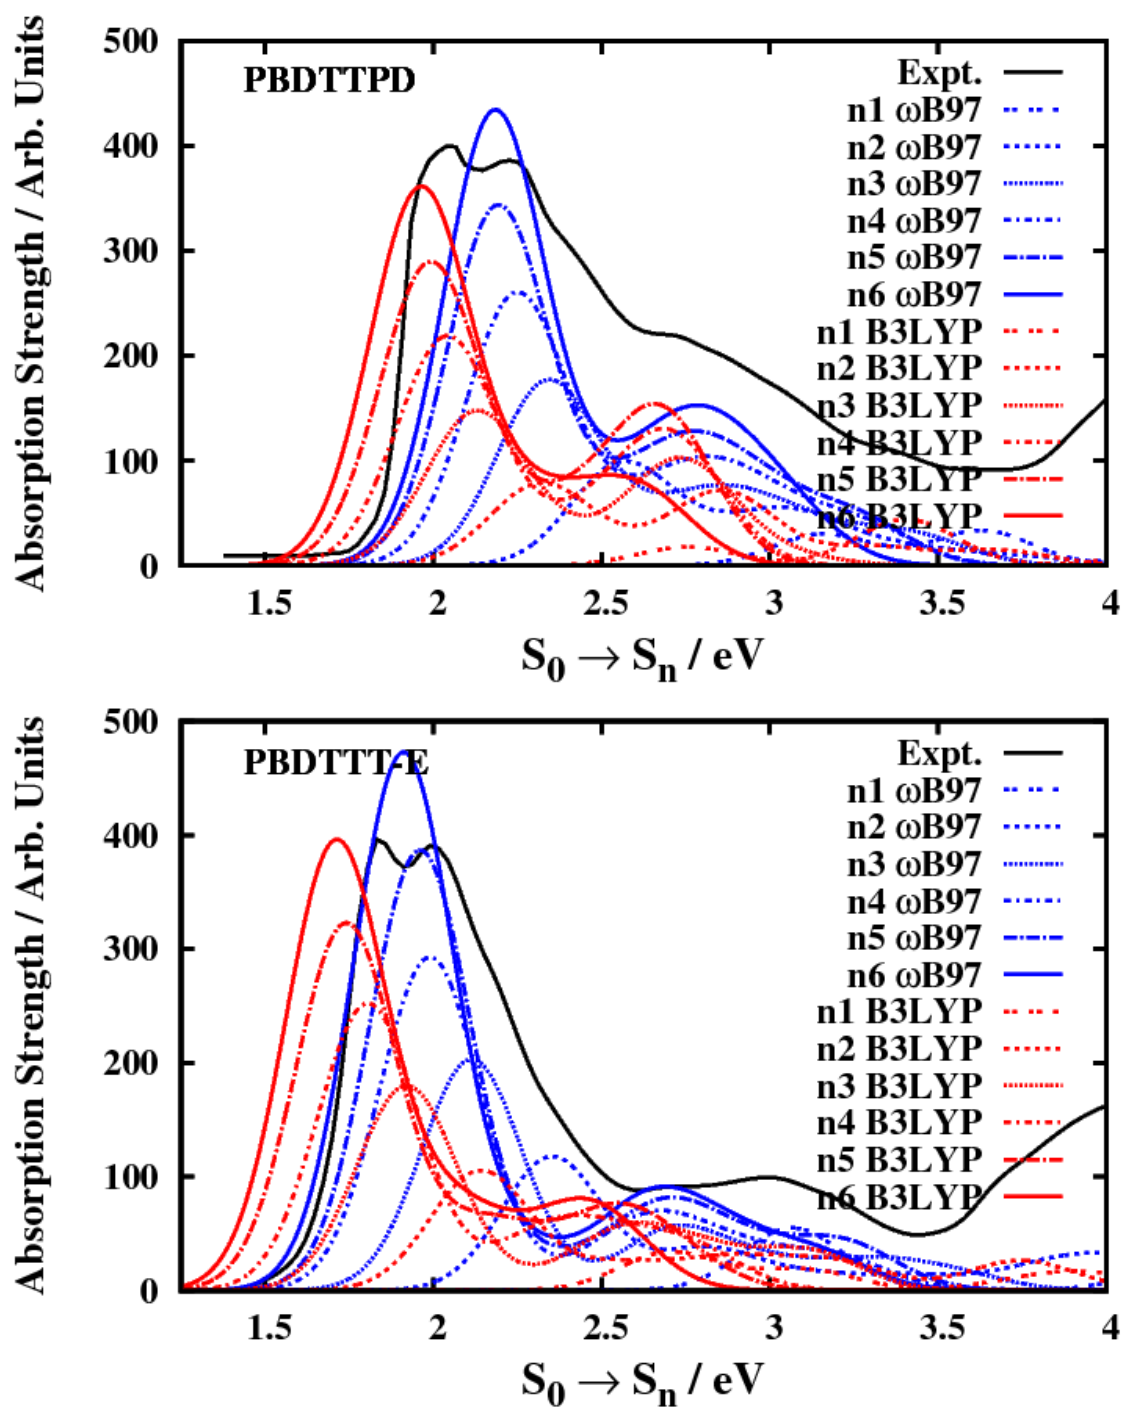 500
400
300
200
100
0
Absorption Strength / Arb. Units
PBDTTPD
Expt.
n1 ωB97
n2 ωB97
n3 ωB97
n4 ωB97
n5 ωB97
n6 ωB97
n1 B3LYP
n2 B3LYP
n3 B3LYP
n4 B3LYP
n5 B3LYP
n6 B3LYP
1.5 2 2.5 3 3.5 4
S₀ → Sₙ / eV
500
400
300
200
100
0
Absorption Strength / Arb. Units
PBDTTT-E
Expt.
n1 ωB97
n2 ωB97
n3 ωB97
n4 ωB97
n5 ωB97
n6 ωB97
n1 B3LYP
n2 B3LYP
n3 B3LYP
n4 B3LYP
n5 B3LYP
n6 B3LYP
1.5 2 2.5 3 3.5 4
S₀ → Sₙ / eV